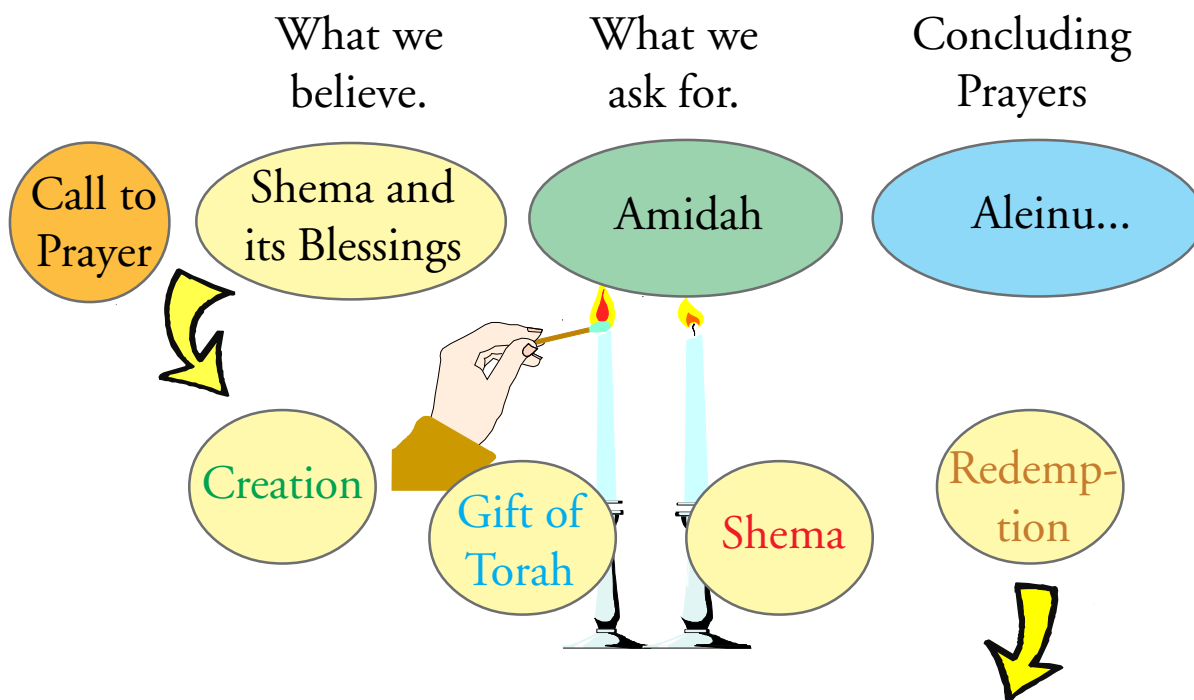 What we
believe.
What we
ask for.
Concluding
Prayers
Call to
Prayer
Shema and
its Blessings
Amidah
Aleinu...
Creation
Gift of
Torah
Shema
Redemp-
tion